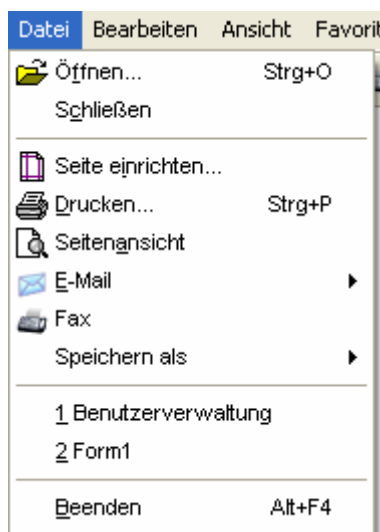 Datei Bearbeiten Ansicht Favorit
Öffnen... Strg+O
Schließen
Seite einrichten...
Drucken... Strg+P
Seitenansicht
E-Mail
Fax
Speichern als
1 Benutzerverwaltung
2 Form1
Beenden Alt+F4